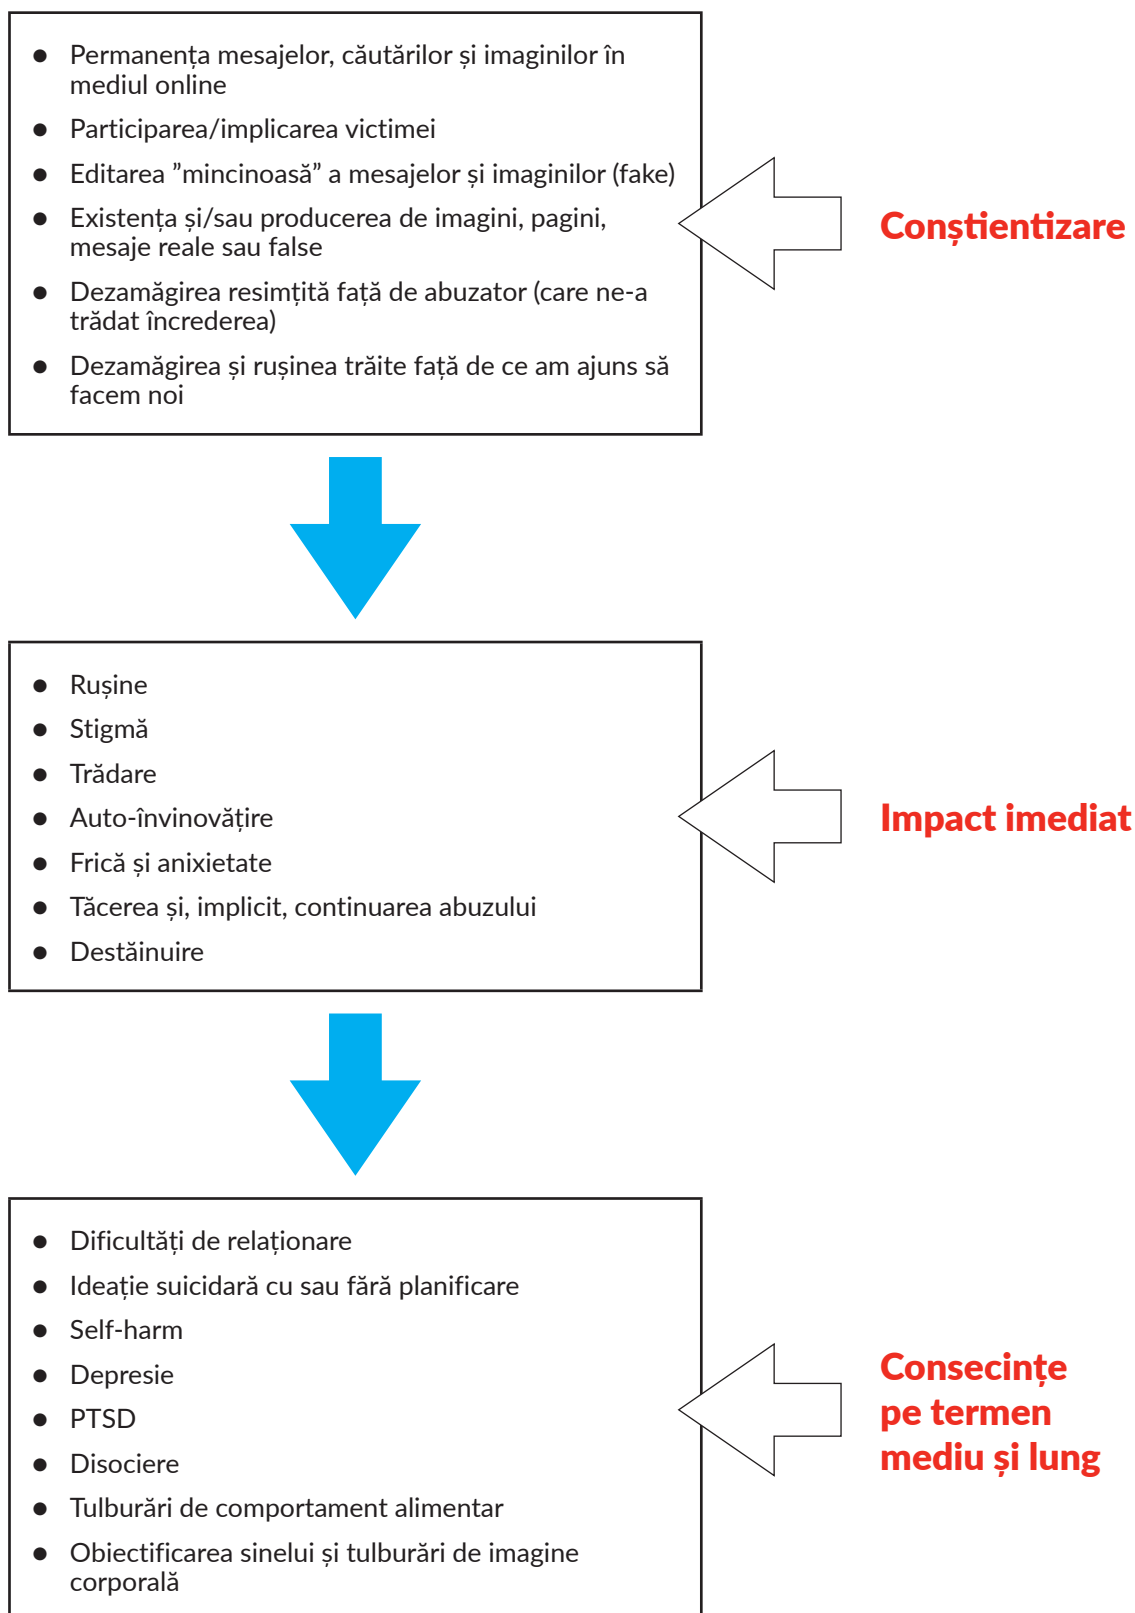 ● Permanența mesajelor, căutărilor și imaginilor în
mediul online
● Participarea/implicarea victimei
● Editarea ”mincinoasă” a mesajelor și imaginilor (fake)
● Existența și/sau producerea de imagini, pagini,
mesaje reale sau false
● Dezamăgirea resimțită față de abuzator (care ne-a
trădat încrederea)
● Dezamăgirea și rușinea trăite față de ce am ajuns să
facem noi
Conștientizare
● Rușine
● Stigmă
● Trădare
● Auto-învinovățire
● Frică și anixietate
● Tăcerea și, implicit, continuarea abuzului
● Destăinuire
Impact imediat
● Dificultăți de relaționare
● Ideație suicidară cu sau fără planificare
● Self-harm
● Depresie
● PTSD
● Disociere
● Tulburări de comportament alimentar
● Obiectificarea sinelui și tulburări de imagine
corporală
Consecințe
pe termen
mediu și lung